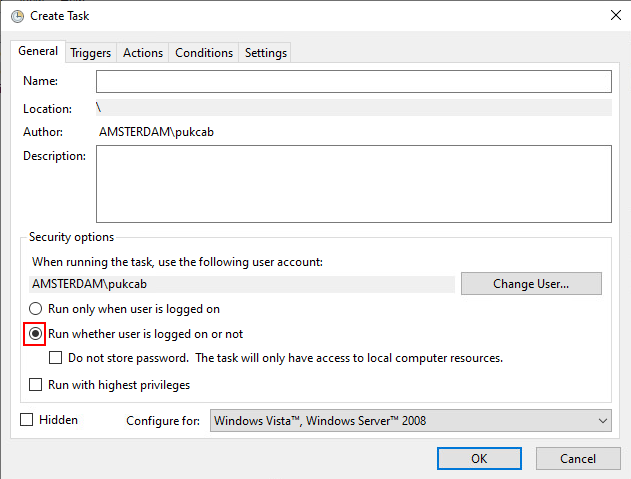 Create Task
General Triggers Actions Conditions Settings
Name:
Location: \
Author: AMSTERDAM\pukcab
Description:
Security options
When running the task, use the following user account:
AMSTERDAM\pukcab Change User...
Run only when user is logged on
Run whether user is logged on or not
Do not store password. The task will only have access to local computer resources.
Run with highest privileges
Hidden Configure for: Windows Vista™, Windows Server™ 2008
OK Cancel